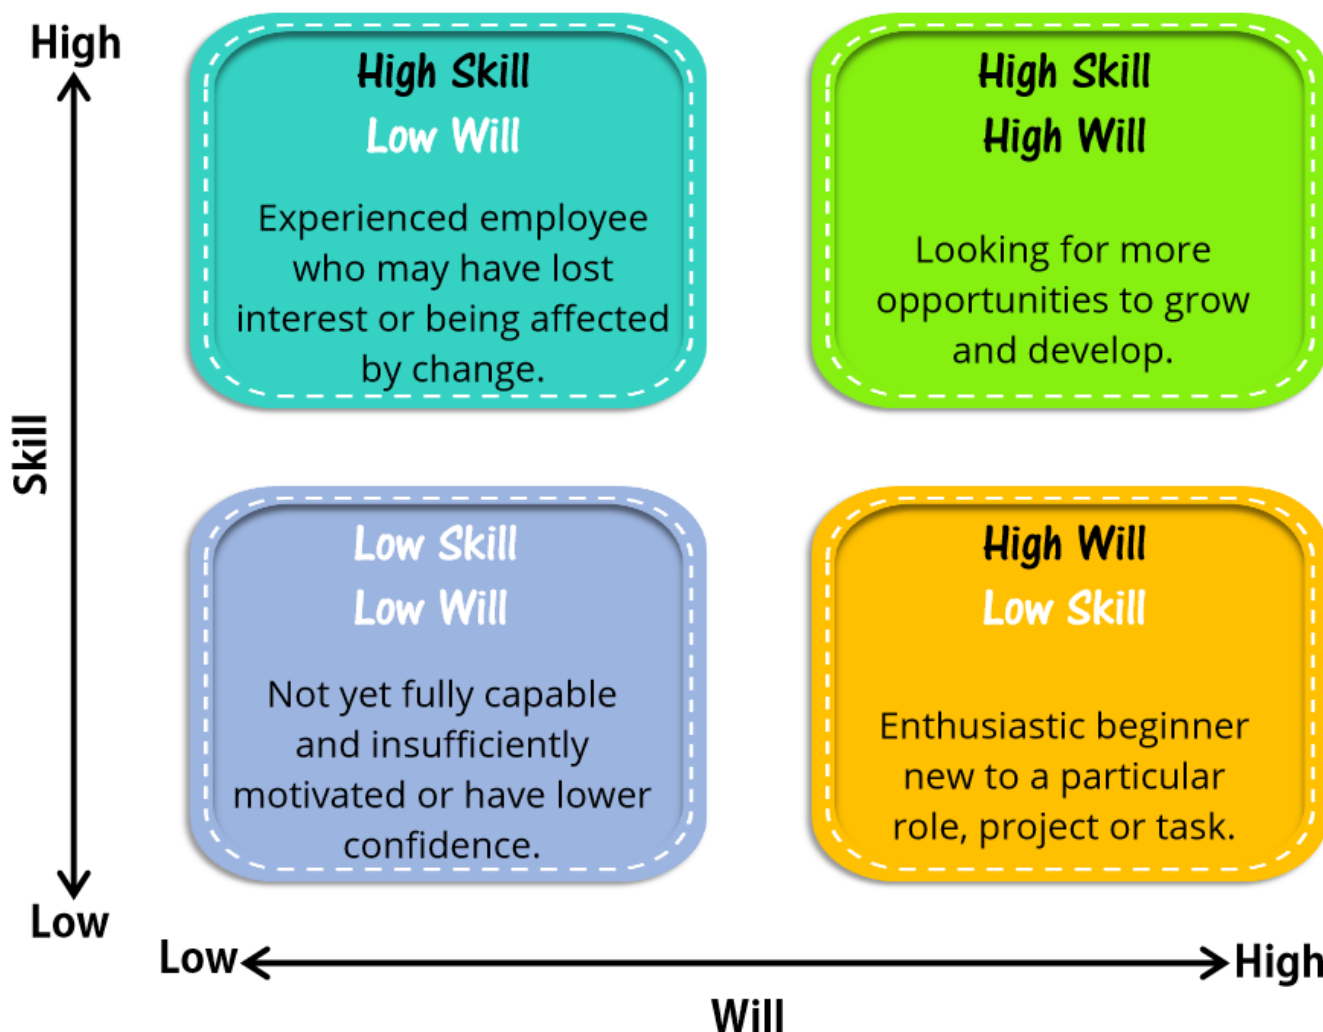 High
High Skill
Low Will
Experienced employee
who may have lost
interest or being affected
by change.
High Skill
High Will
Looking for more
opportunities to grow
and develop.
Skill
Low Skill
Low Will
Not yet fully capable
and insufficiently
motivated or have lower
confidence.
High Will
Low Skill
Enthusiastic beginner
new to a particular
role, project or task.
Low
Low
High
Will